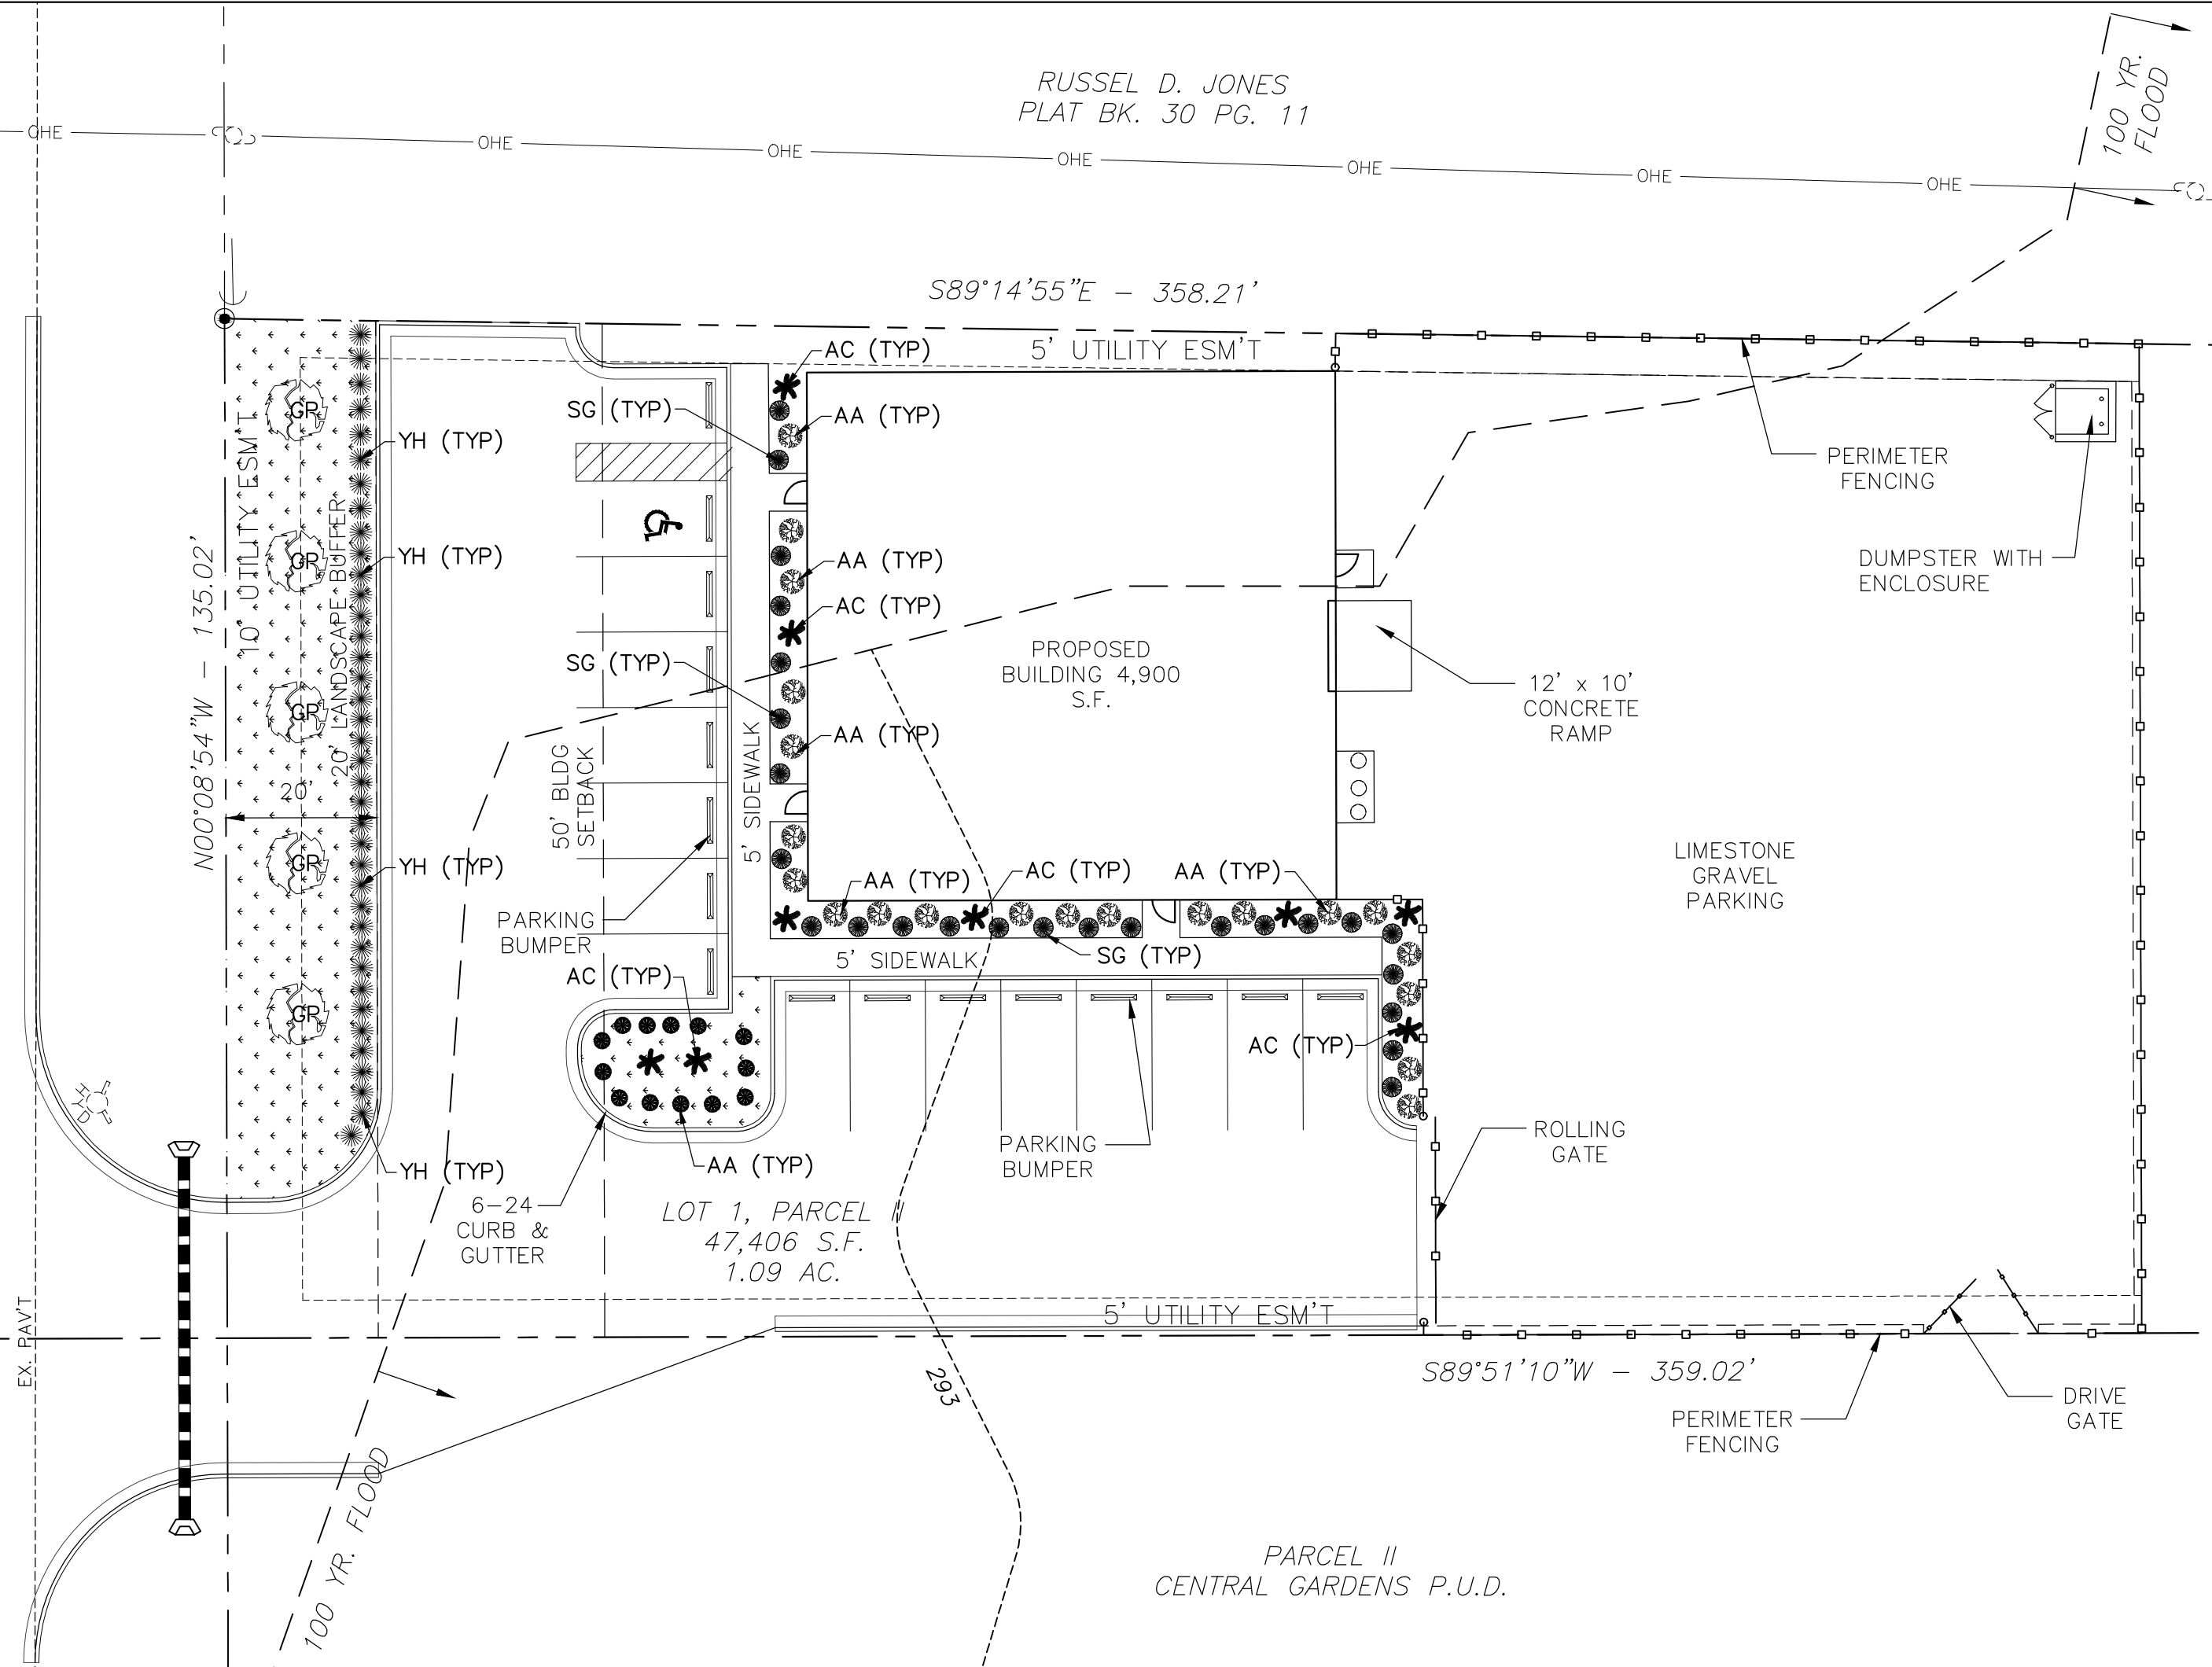 RUSSEL D. JONES
PLAT BK. 30 PG. 11
100 YR.
FLOOD
OHE
OHE
OHE
OHE
OHE
OHE
OHE
S89°14'55"E - 358.21'
5' UTILITY ESM'T
AC (TYP)
SG (TYP)
AA (TYP)
GR
YH (TYP)
10' UTILITY ESM'T
20' LANDSCAPE BUFFER
N00°08'54"W - 135.02'
PERIMETER
FENCING
GR
YH (TYP)
AA (TYP)
AC (TYP)
DUMPSTER WITH
ENCLOSURE
SG (TYP)
PROPOSED
BUILDING 4,900
S.F.
12' x 10'
CONCRETE
RAMP
GR
AA (TYP)
50' BLDG
SETBACK
5' SIDEWALK
20'
GR
YH (TYP)
AA (TYP)
AC (TYP)
AA (TYP)
LIMESTONE
GRAVEL
PARKING
PARKING
BUMPER
5' SIDEWALK
SG (TYP)
AC (TYP)
GR
AC (TYP)
HYD
PARKING
BUMPER
ROLLING
GATE
YH (TYP)
AA (TYP)
6-24
CURB &
GUTTER
LOT 1, PARCEL I
47,406 S.F.
1.09 AC.
5' UTILITY ESM'T
EX. PAV'T
293
S89°51'10"W - 359.02'
PERIMETER
FENCING
DRIVE
GATE
100 YR. FLOOD
PARCEL II
CENTRAL GARDENS P.U.D.